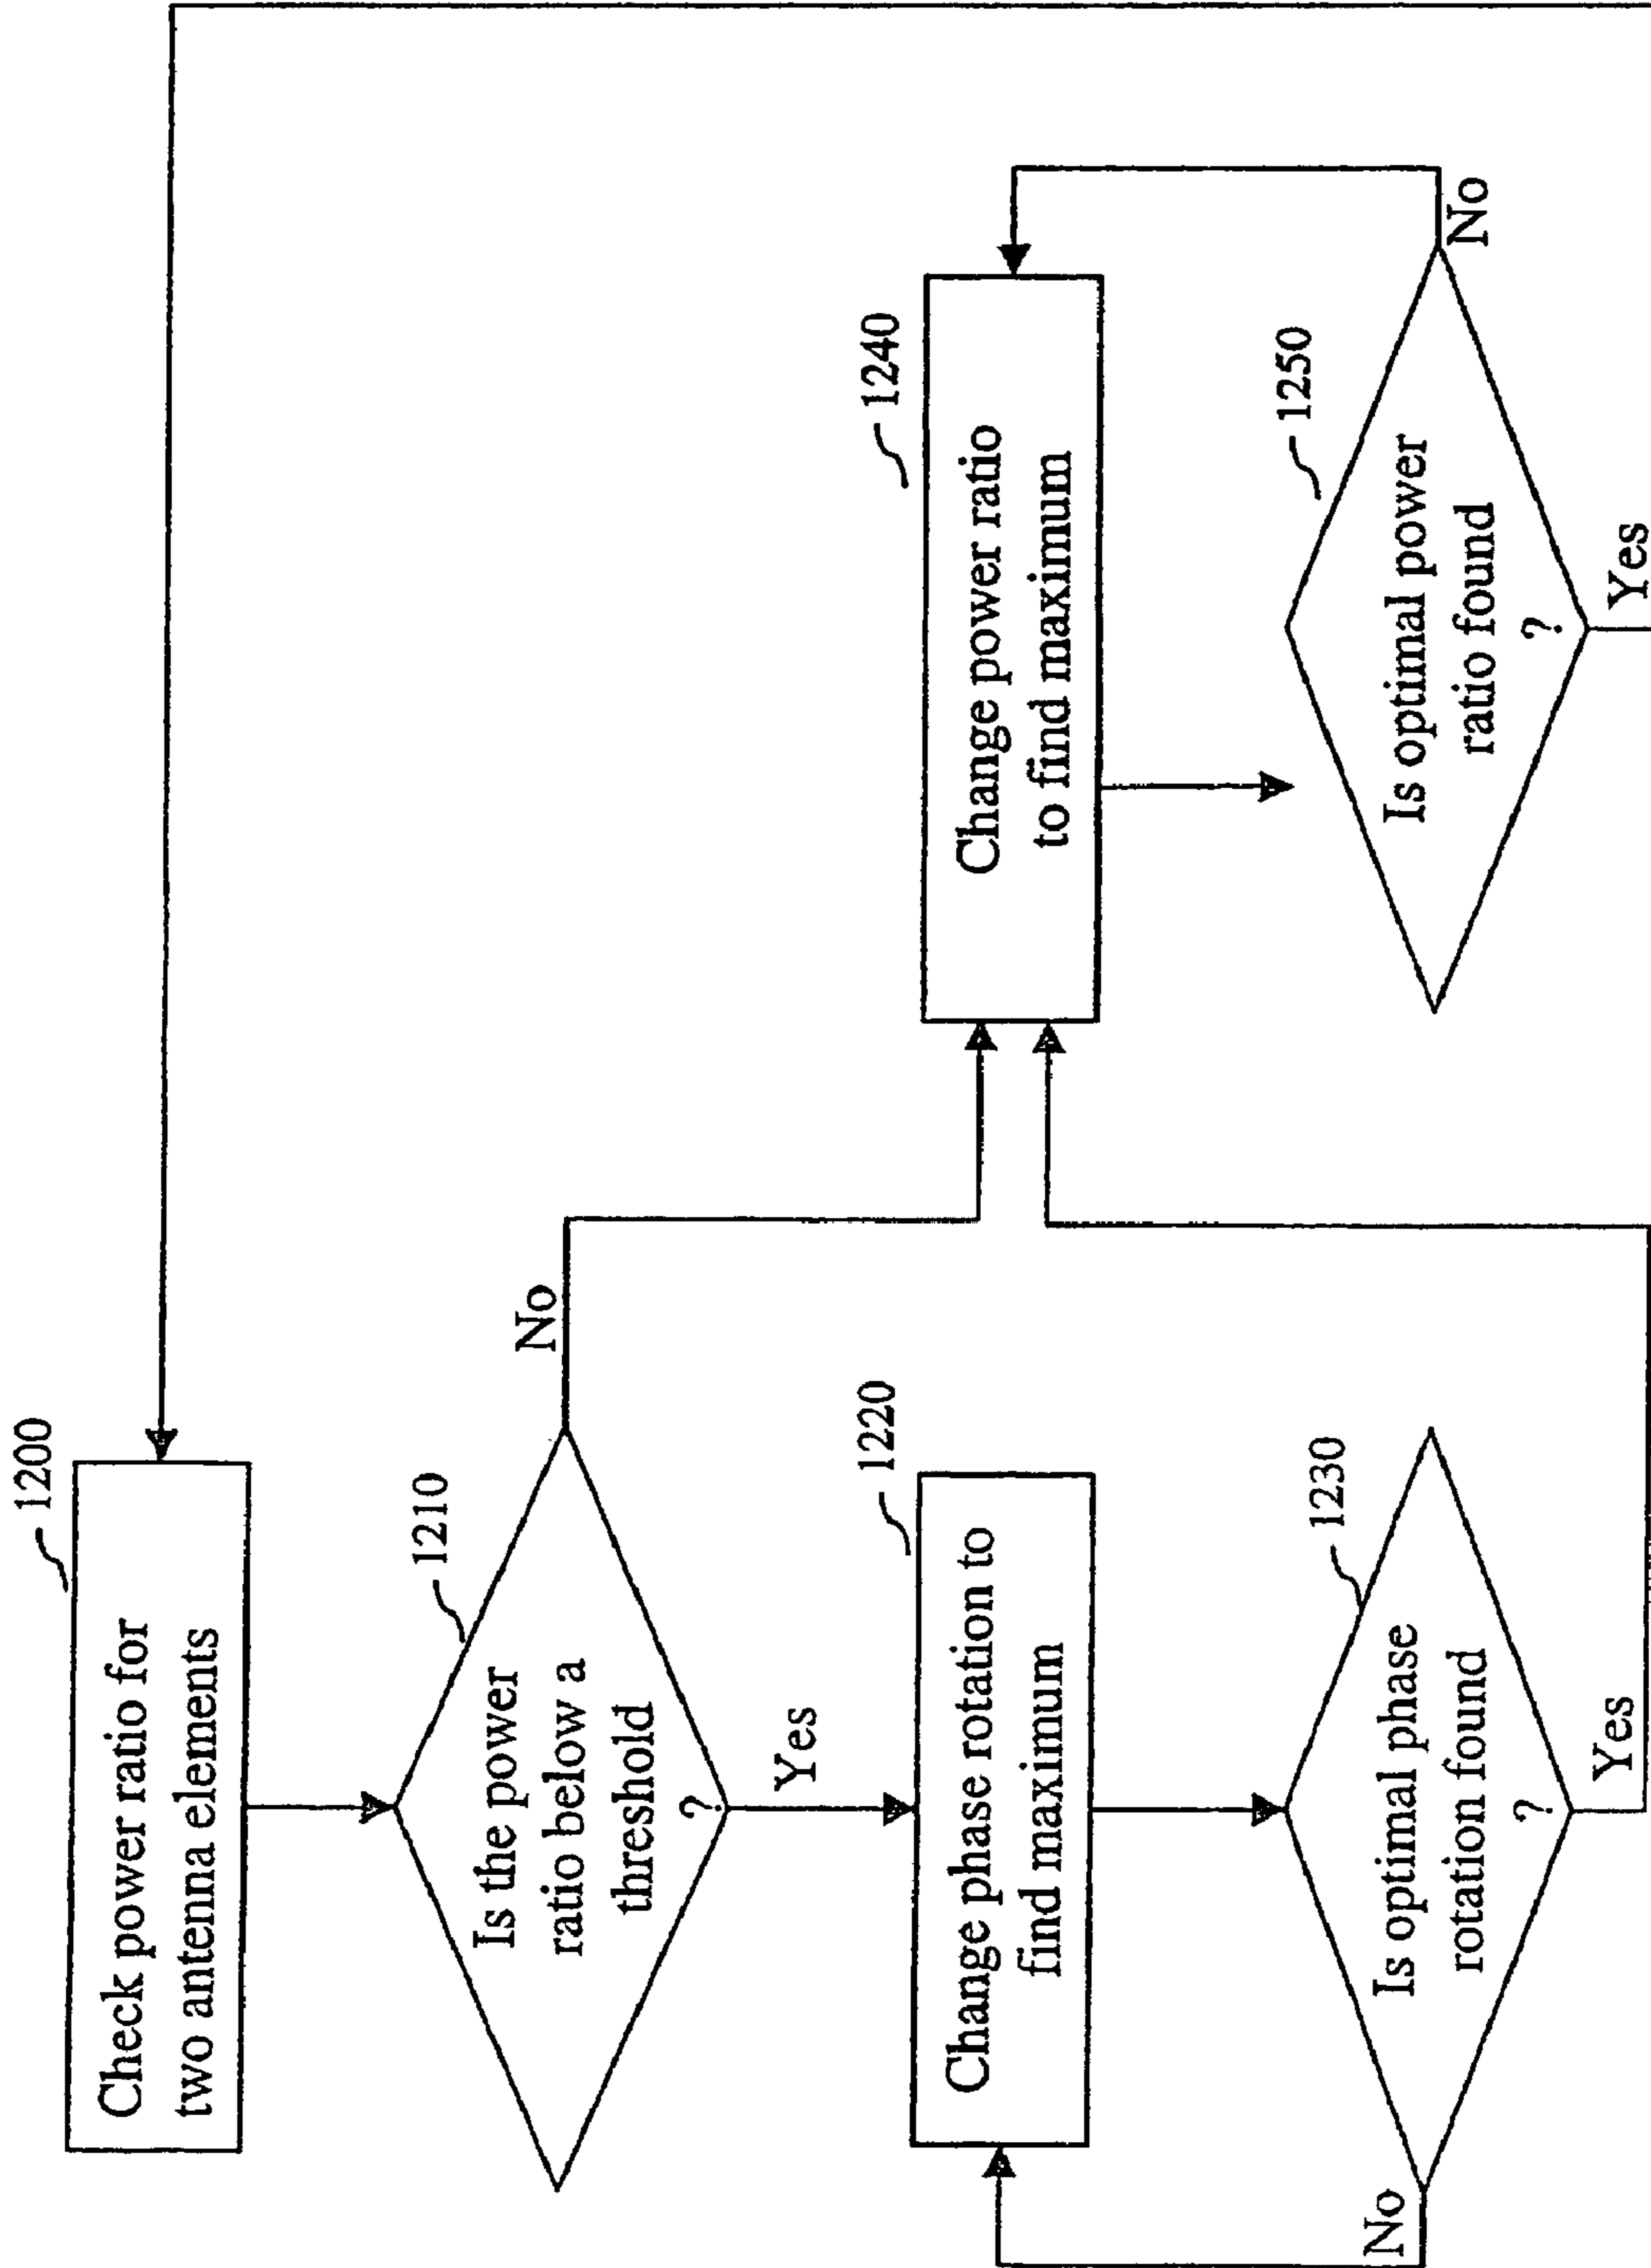 1200
Check power ratio for
two antenna elements
1210
Is the power
ratio below a
threshold
?
No
Yes
1220
Change phase rotation to
find maximum
1230
Is optimal phase
rotation found
?
No
Yes
1240
Change power ratio
to find maximum
1250
Is optimal power
ratio found
?
No
Yes